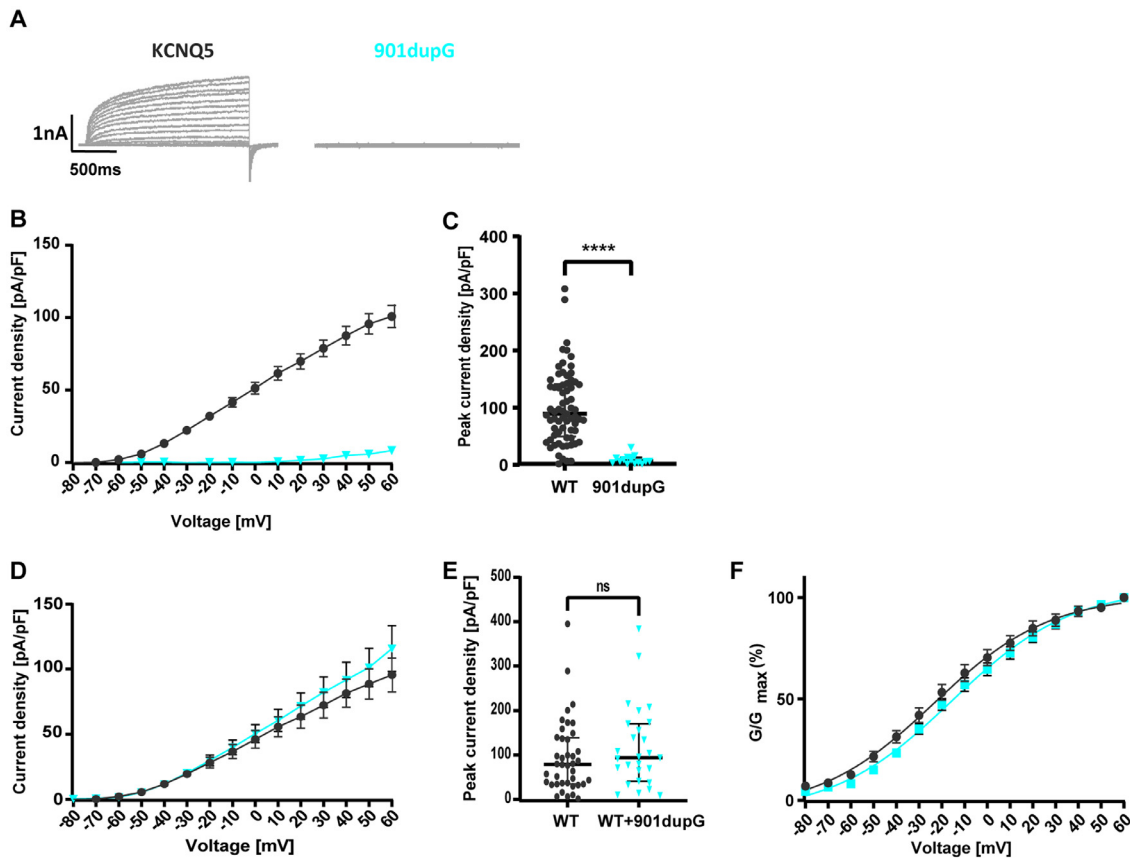 A
KCNQ5 901dupG
1nA
500ms
B
Current density [pA/pF]
150
100
50
0
-80 -70 -60 -50 -40 -30 -20 -10 0 10 20 30 40 50 60
Voltage [mV]
C
Peak current density [pA/pF]
400
300
200
100
0
****
WT 901dupG
D
Current density [pA/pF]
150
100
50
0
-80 -70 -60 -50 -40 -30 -20 -10 0 10 20 30 40 50 60
Voltage [mV]
E
Peak current density [pA/pF]
500
400
300
200
100
0
ns
WT WT+901dupG
F
G/G max (%)
100
50
0
-80 -70 -60 -50 -40 -30 -20 -10 0 10 20 30 40 50 60
Voltage [mV]